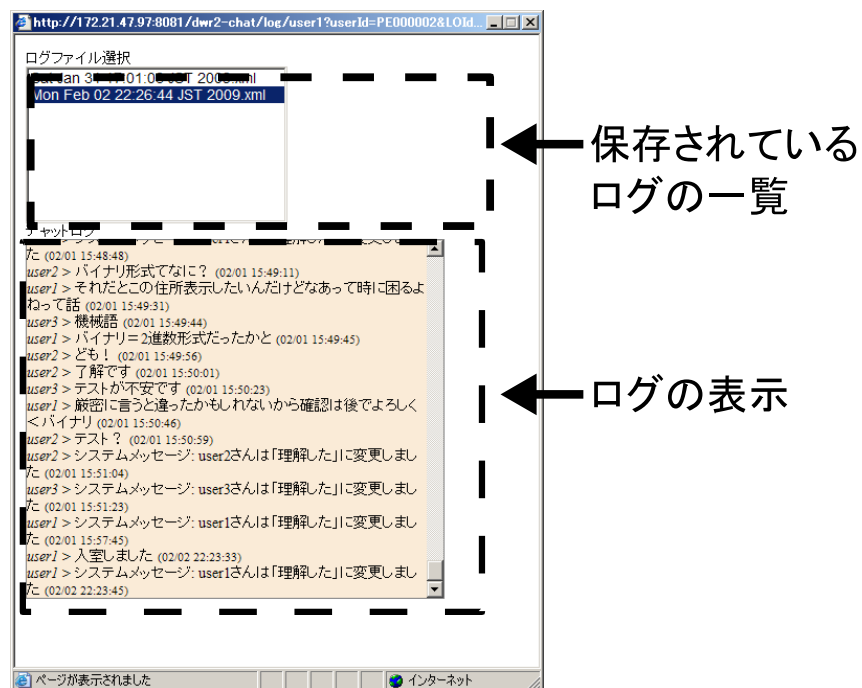 http://172.21.47.97:8081/dwr2-chat/log/user1?userId=PE000002&LOId...
ログファイル選択
Sat Jan 31 17:01:03 JST 2009.xml
Mon Feb 02 22:26:44 JST 2009.xml
保存されている
ログの一覧
チャットログ
た (02/01 15:48:48)
user2 > バイナリ形式てなに? (02/01 15:49:11)
user1 > それだとこの住所表示したいんだけどなあって時に困るよ
ねって話 (02/01 15:49:31)
user3 > 機械語 (02/01 15:49:44)
user1 > バイナリ=2進数形式だったかと (02/01 15:49:45)
user2 > ども! (02/01 15:49:56)
user2 > 了解です (02/01 15:50:01)
user3 > テストが不安です (02/01 15:50:23)
user1 > 厳密に言うと違ったかもしれないから確認は後でよろしく
<バイナリ (02/01 15:50:46)
user2 > テスト? (02/01 15:50:59)
user2 > システムメッセージ: user2さんは「理解した」に変更しまし
た (02/01 15:51:04)
user3 > システムメッセージ: user3さんは「理解した」に変更しまし
た (02/01 15:51:23)
user1 > システムメッセージ: user1さんは「理解した」に変更しまし
た (02/01 15:57:45)
user1 > 入室しました (02/02 22:23:33)
user1 > システムメッセージ: user1さんは「理解した」に変更しまし
た (02/02 22:23:45)
ログの表示
ページが表示されました
インターネット